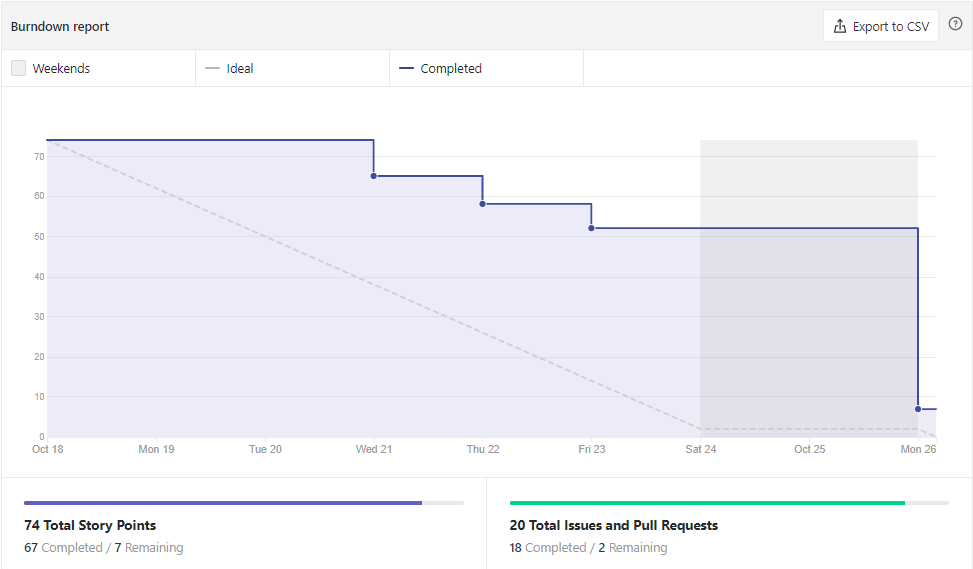 Burndown report
Export to CSV
Weekends
Ideal
Completed
70
60
50
40
30
20
10
0
Oct 18 Mon 19 Tue 20 Wed 21 Thu 22 Fri 23 Sat 24 Oct 25 Mon 26
74 Total Story Points
67 Completed / 7 Remaining
20 Total Issues and Pull Requests
18 Completed / 2 Remaining